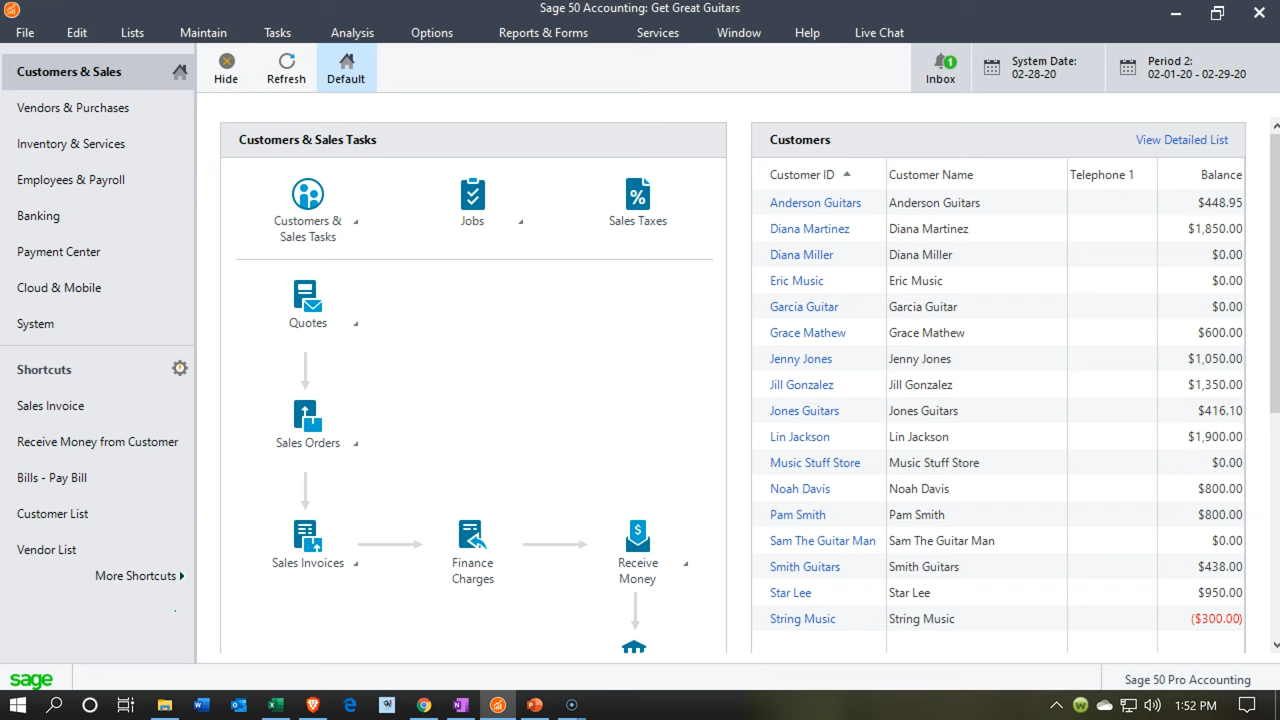 Sage 50 Accounting: Get Great Guitars
File Edit Lists Maintain Tasks Analysis Options Reports & Forms Services Window Help Live Chat
Customers & Sales
Vendors & Purchases
Inventory & Services
Employees & Payroll
Banking
Payment Center
Cloud & Mobile
System
Shortcuts
Sales Invoice
Receive Money from Customer
Bills - Pay Bill
Customer List
Vendor List
More Shortcuts
Hide Refresh Default
1
Inbox
System Date:
02-28-20
Period 2:
02-01-20 - 02-29-20
Customers & Sales Tasks
Customers &
Sales Tasks
Jobs
Sales Taxes
Quotes
Sales Orders
Sales Invoices
Finance
Charges
Receive
Money
Customers View Detailed List
Customer ID Customer Name Telephone 1 Balance
Anderson Guitars Anderson Guitars $448.95
Diana Martinez Diana Martinez $1,850.00
Diana Miller Diana Miller $0.00
Eric Music Eric Music $0.00
Garcia Guitar Garcia Guitar $0.00
Grace Mathew Grace Mathew $600.00
Jenny Jones Jenny Jones $1,050.00
Jill Gonzalez Jill Gonzalez $1,350.00
Jones Guitars Jones Guitars $416.10
Lin Jackson Lin Jackson $1,900.00
Music Stuff Store Music Stuff Store $0.00
Noah Davis Noah Davis $800.00
Pam Smith Pam Smith $800.00
Sam The Guitar Man Sam The Guitar Man $0.00
Smith Guitars Smith Guitars $438.00
Star Lee Star Lee $950.00
String Music String Music ($300.00)
sage
Sage 50 Pro Accounting
1:52 PM